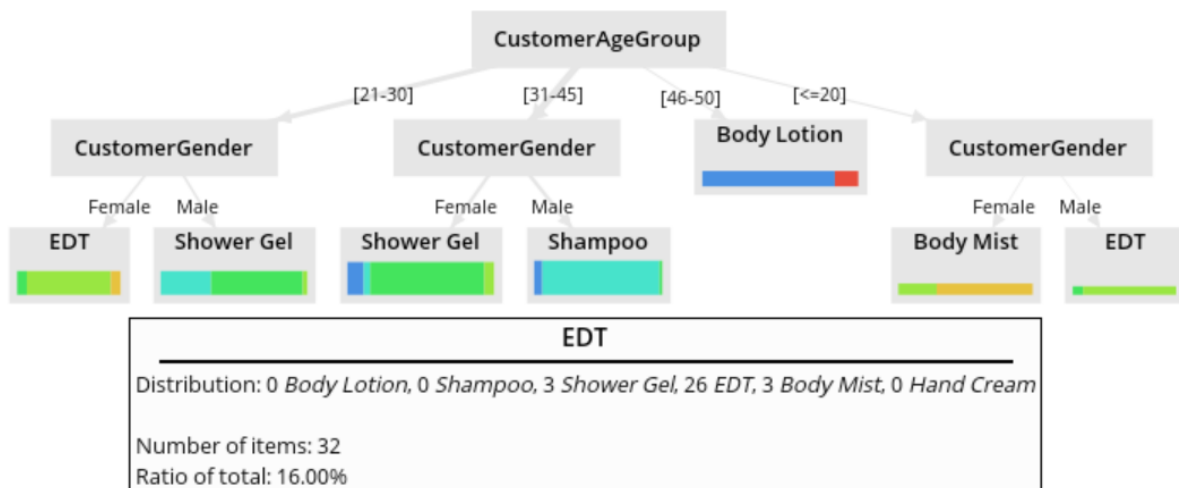 CustomerAgeGroup
[21-30] [31-45] [46-50] [<=20]
CustomerGender CustomerGender Body Lotion CustomerGender
Female Male Female Male Female Male
EDT Shower Gel Shower Gel Shampoo Body Mist EDT
EDT
Distribution: 0 Body Lotion, 0 Shampoo, 3 Shower Gel, 26 EDT, 3 Body Mist, 0 Hand Cream
Number of items: 32
Ratio of total: 16.00%